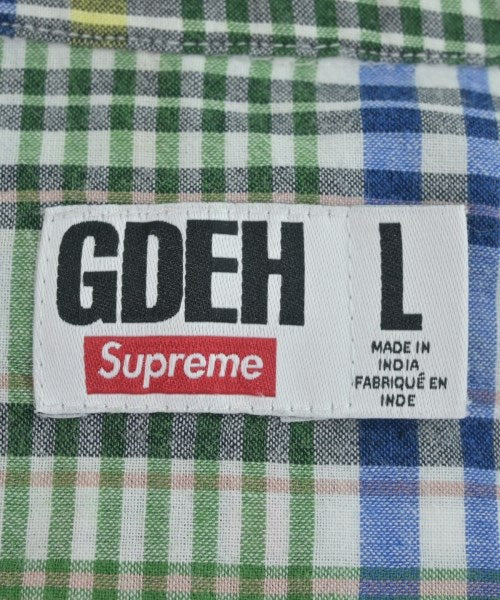 GDEH
Supreme
L
MADE IN
INDIA
FABRIQUÉ EN
INDE